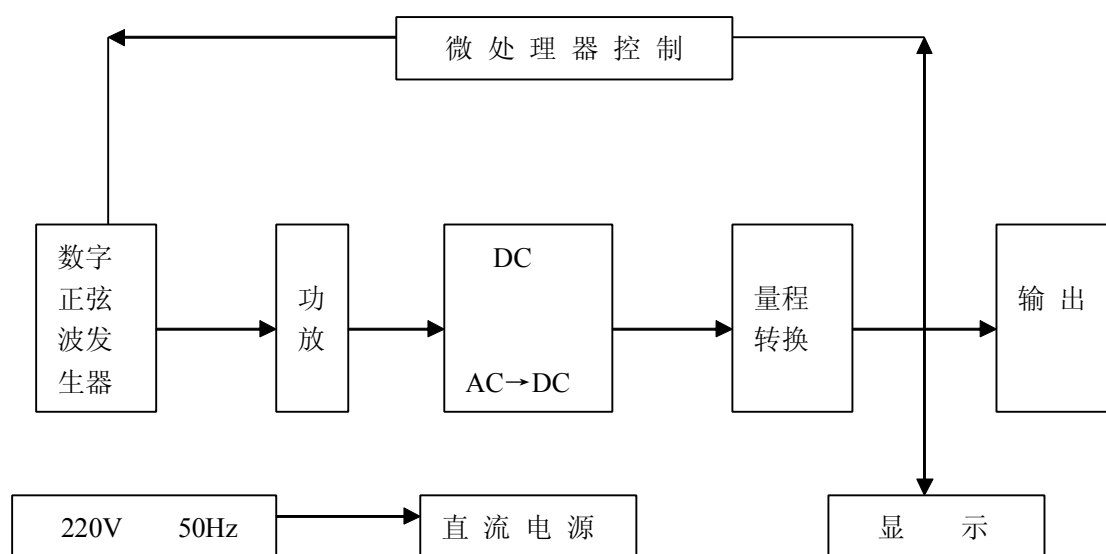 微 处 理 器 控 制
数字
正弦
波发
生器
功
放
DC
AC→DC
量程
转换
输 出
220V 50Hz
直 流 电 源
显 示